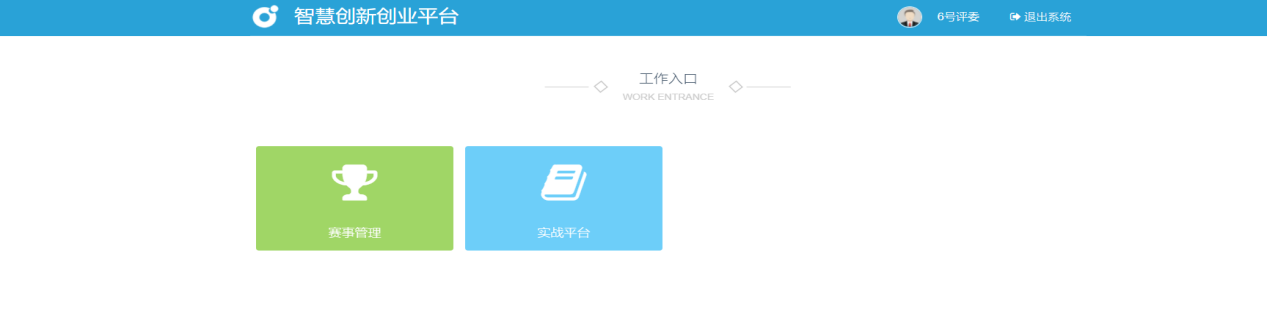 智慧创新创业平台
6号评委 退出系统
工作入口
WORK ENTRANCE
赛事管理
实战平台